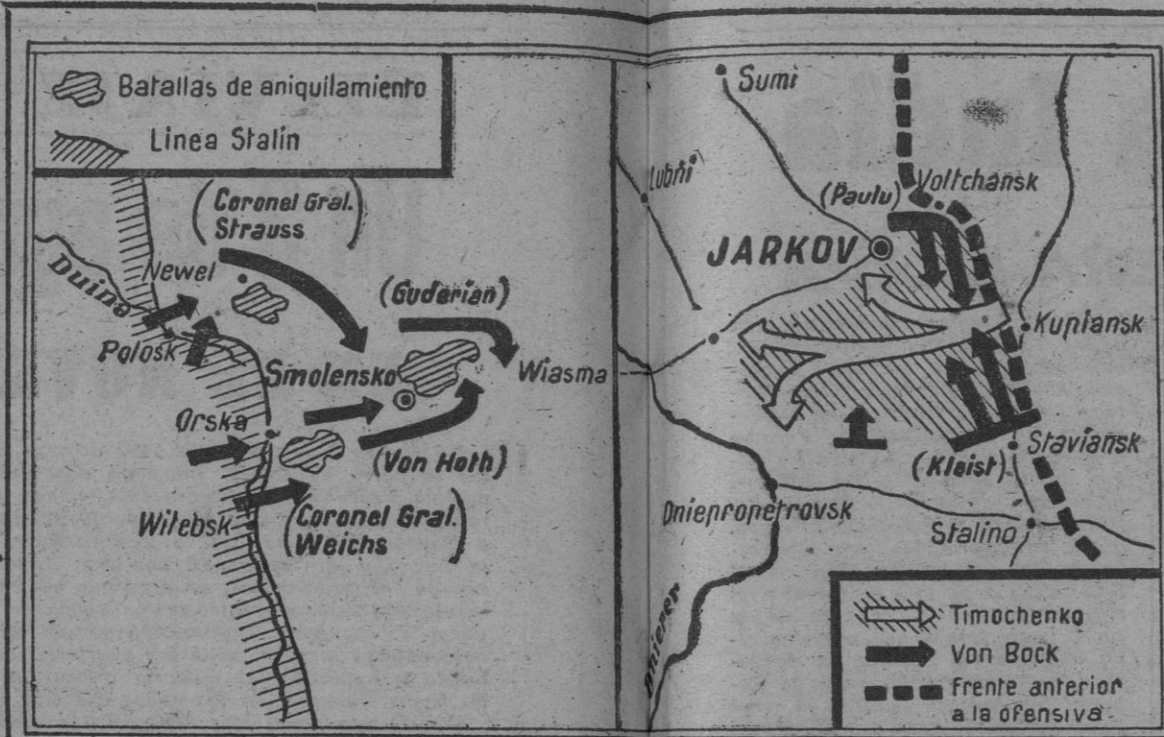 Batallas de aniquilamiento
Linea Stalin
(Coronel Gral.
Strauss)
Duina
Newel
(Guderian)
Polosk
Smolensko
Wiasma
Orska
(Von Hoth)
Witebsk
(Coronel Gral.
Weichs)
Sumi
Lubni
(Paulu)
Voltchansk
JARKOV
Kupiansk
Staviansk
(Kleist)
Dniepropetrovsk
Stalino
Dnieper
Timochenko
Von Bock
frente anterior
a la ofensiva